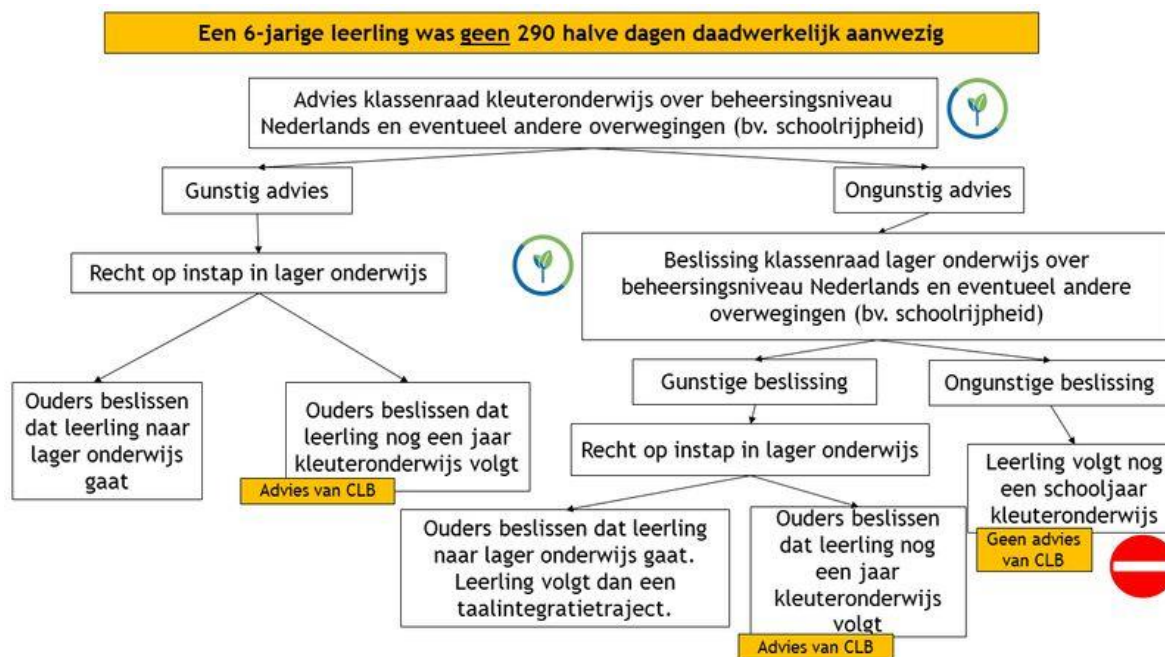 Een 6-jarige leerling was geen 290 halve dagen daadwerkelijk aanwezig
Advies klassenraad kleuteronderwijs over beheersingsniveau
Nederlands en eventueel andere overwegingen (bv. schoolrijpheid)
Gunstig advies
Ongunstig advies
Recht op instap in lager onderwijs
Beslissing klassenraad lager onderwijs over
beheersingsniveau Nederlands en eventueel andere
overwegingen (bv. schoolrijpheid)
Ouders beslissen
dat leerling naar
lager onderwijs
gaat
Ouders beslissen dat
leerling nog een jaar
kleuteronderwijs volgt
Advies van CLB
Gunstige beslissing
Ongunstige beslissing
Recht op instap in lager onderwijs
Leerling volgt nog
een schooljaar
kleuteronderwijs
Geen advies
van CLB
Ouders beslissen dat leerling
naar lager onderwijs gaat.
Leerling volgt dan een
taalintegratietraject.
Ouders beslissen
dat leerling nog
een jaar
kleuteronderwijs
volgt
Advies van CLB